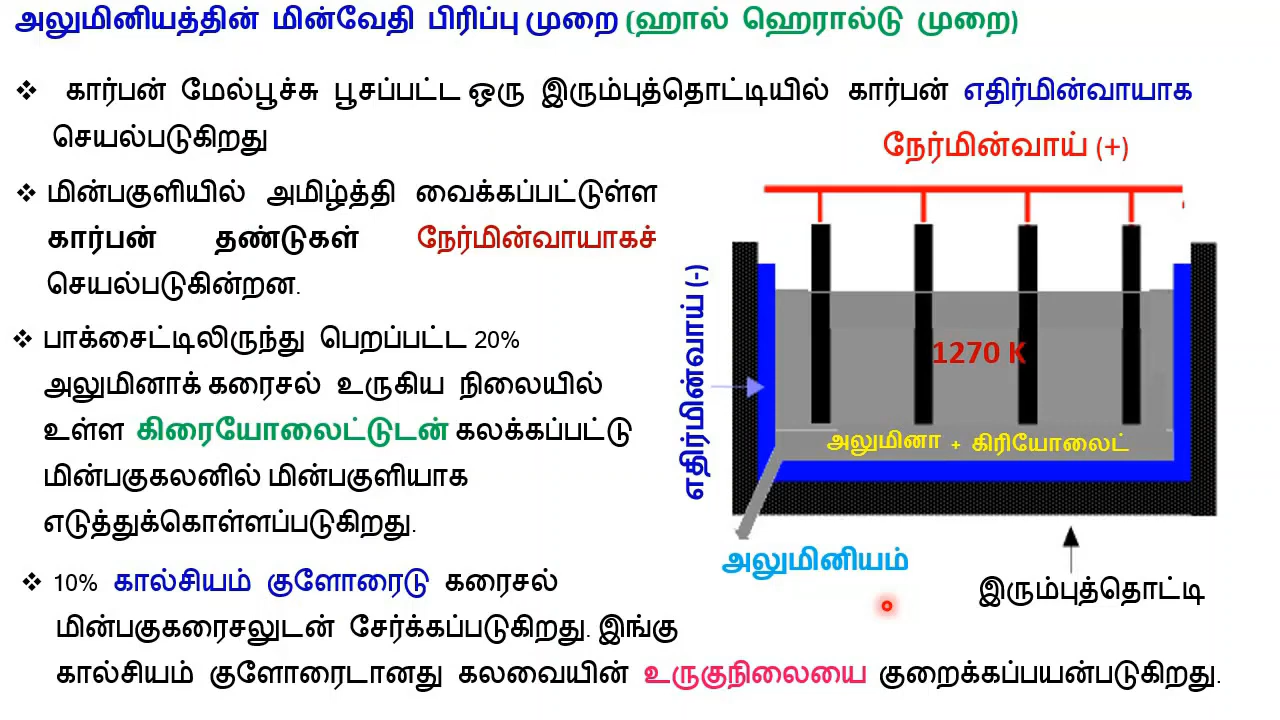 அலுமினியத்தின் மின்வேதி பிரிப்பு முறை (ஹால் ஹெரால்டு முறை)
❖ கார்பன் மேல்பூச்சு பூசப்பட்ட ஒரு இரும்புத்தொட்டியில் கார்பன் எதிர்மின்வாயாக
செயல்படுகிறது
நேர்மின்வாய் (+)
❖ மின்பகுளியில் அமிழ்த்தி வைக்கப்பட்டுள்ள
கார்பன் தண்டுகள் நேர்மின்வாயாகச்
செயல்படுகின்றன.
❖ பாக்சைட்டிலிருந்து பெறப்பட்ட 20%
அலுமினாக் கரைசல் உருகிய நிலையில்
உள்ள கிரையோலைட்டுடன் கலக்கப்பட்டு
மின்பகுகலனில் மின்பகுளியாக
எடுத்துக்கொள்ளப்படுகிறது.
எதிர்மின்வாய் (-)
1270 K
அலுமினா + கிரியோலைட்
அலுமினியம்
இரும்புத்தொட்டி
❖ 10% கால்சியம் குளோரைடு கரைசல்
மின்பகுகரைசலுடன் சேர்க்கப்படுகிறது. இங்கு
கால்சியம் குளோரைடானது கலவையின் உருகுநிலையை குறைக்கப்பயன்படுகிறது.